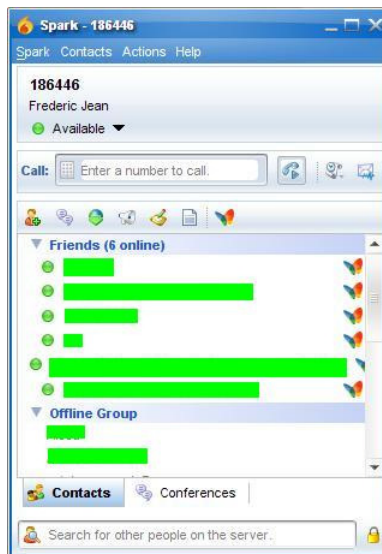 Spark - 186446
Spark Contacts Actions Help
186446
Frederic Jean
Available
Call: Enter a number to call.
Friends (6 online)
Offline Group
Contacts Conferences
Search for other people on the server.